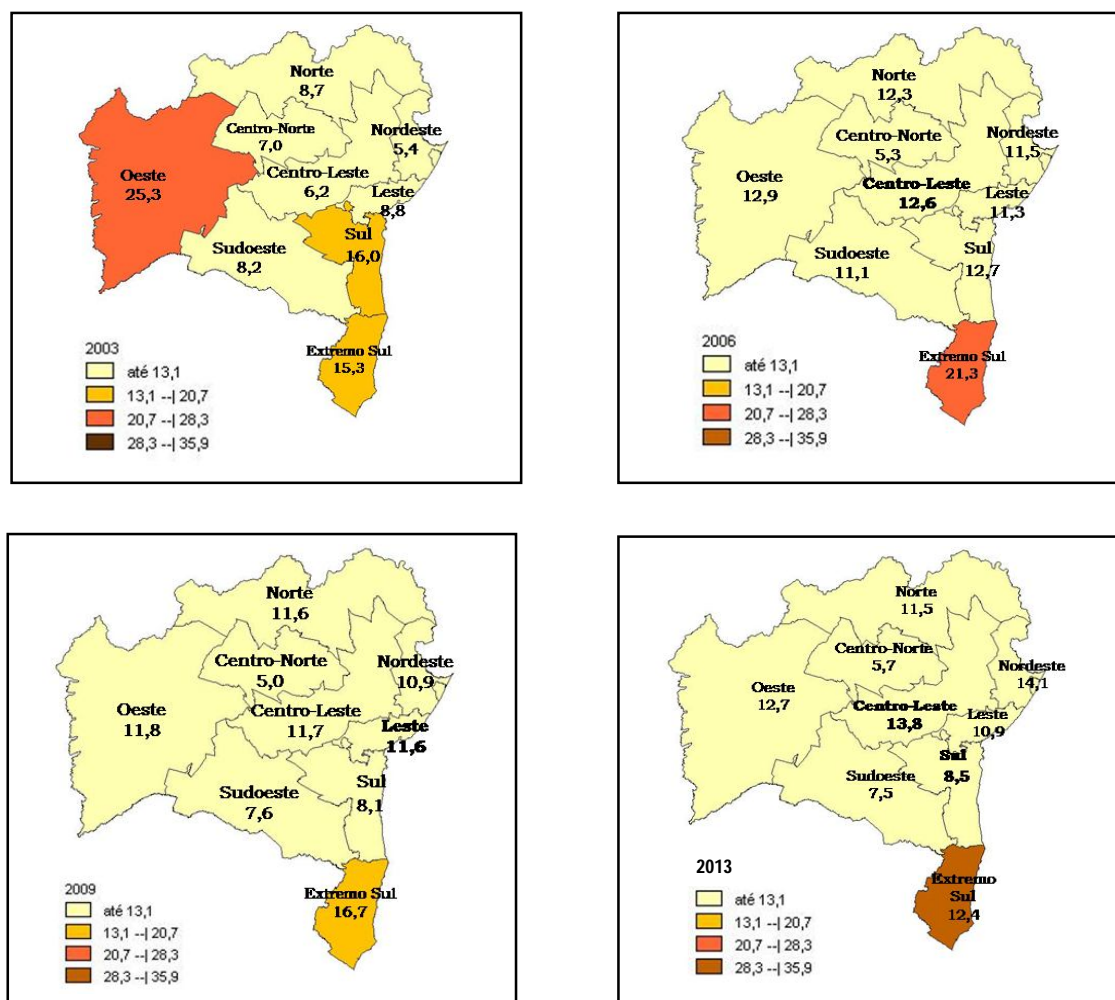 Norte
8,7
Centro-Norte
7,0
Nordeste
5,4
Oeste
25,3
Centro-Leste
6,2
Leste
8,8
Sul
16,0
Sudoeste
8,2
Extremo Sul
15,3
2003
até 13,1
13,1 --| 20,7
20,7 --| 28,3
28,3 --| 35,9
Norte
12,3
Centro-Norte
5,3
Nordeste
11,5
Oeste
12,9
Centro-Leste
12,6
Leste
11,3
Sul
12,7
Sudoeste
11,1
Extremo Sul
21,3
2006
até 13,1
13,1 --| 20,7
20,7 --| 28,3
28,3 --| 35,9
Norte
11,6
Centro-Norte
5,0
Nordeste
10,9
Oeste
11,8
Centro-Leste
11,7
Leste
11,6
Sul
8,1
Sudoeste
7,6
Extremo Sul
16,7
2009
até 13,1
13,1 --| 20,7
20,7 --| 28,3
28,3 --| 35,9
Norte
11,5
Centro-Norte
5,7
Nordeste
14,1
Oeste
12,7
Centro-Leste
13,8
Leste
10,9
Sul
8,5
Sudoeste
7,5
Extremo
Sul
12,4
2013
até 13,1
13,1 --| 20,7
20,7 --| 28,3
28,3 --| 35,9